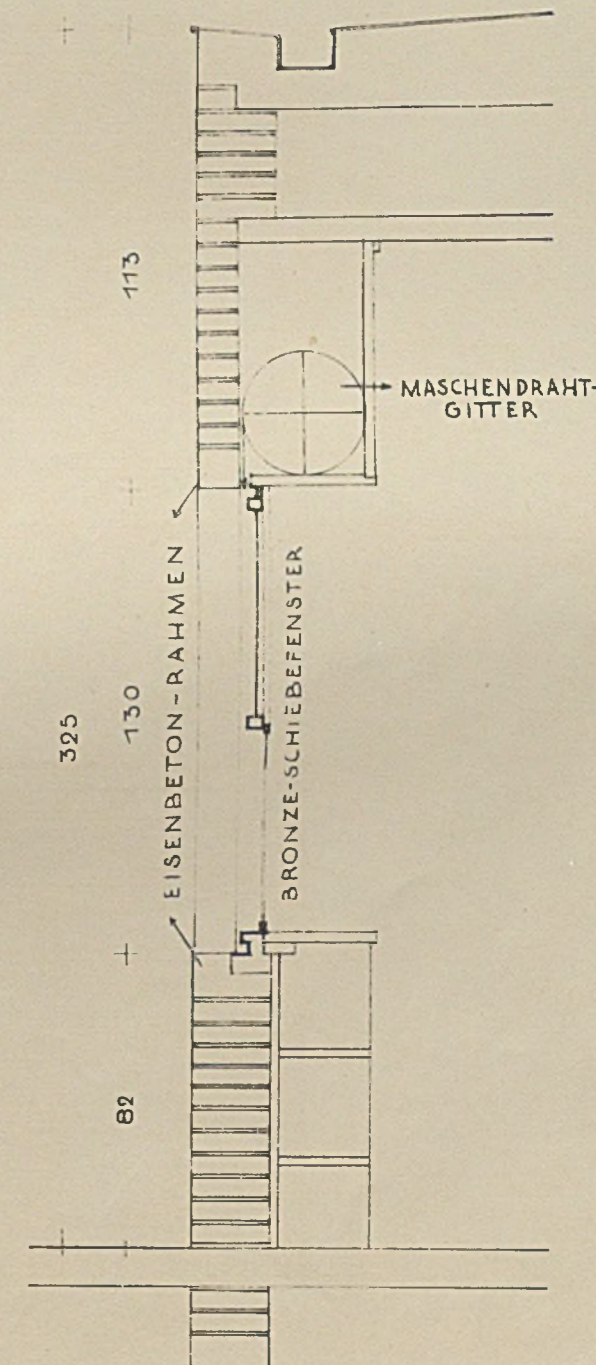 113
MASCHENDRAHT-
GITTER
EISENBETON-RAHMEN
BRONZE-SCHIEBEFENSTER
325
130
82